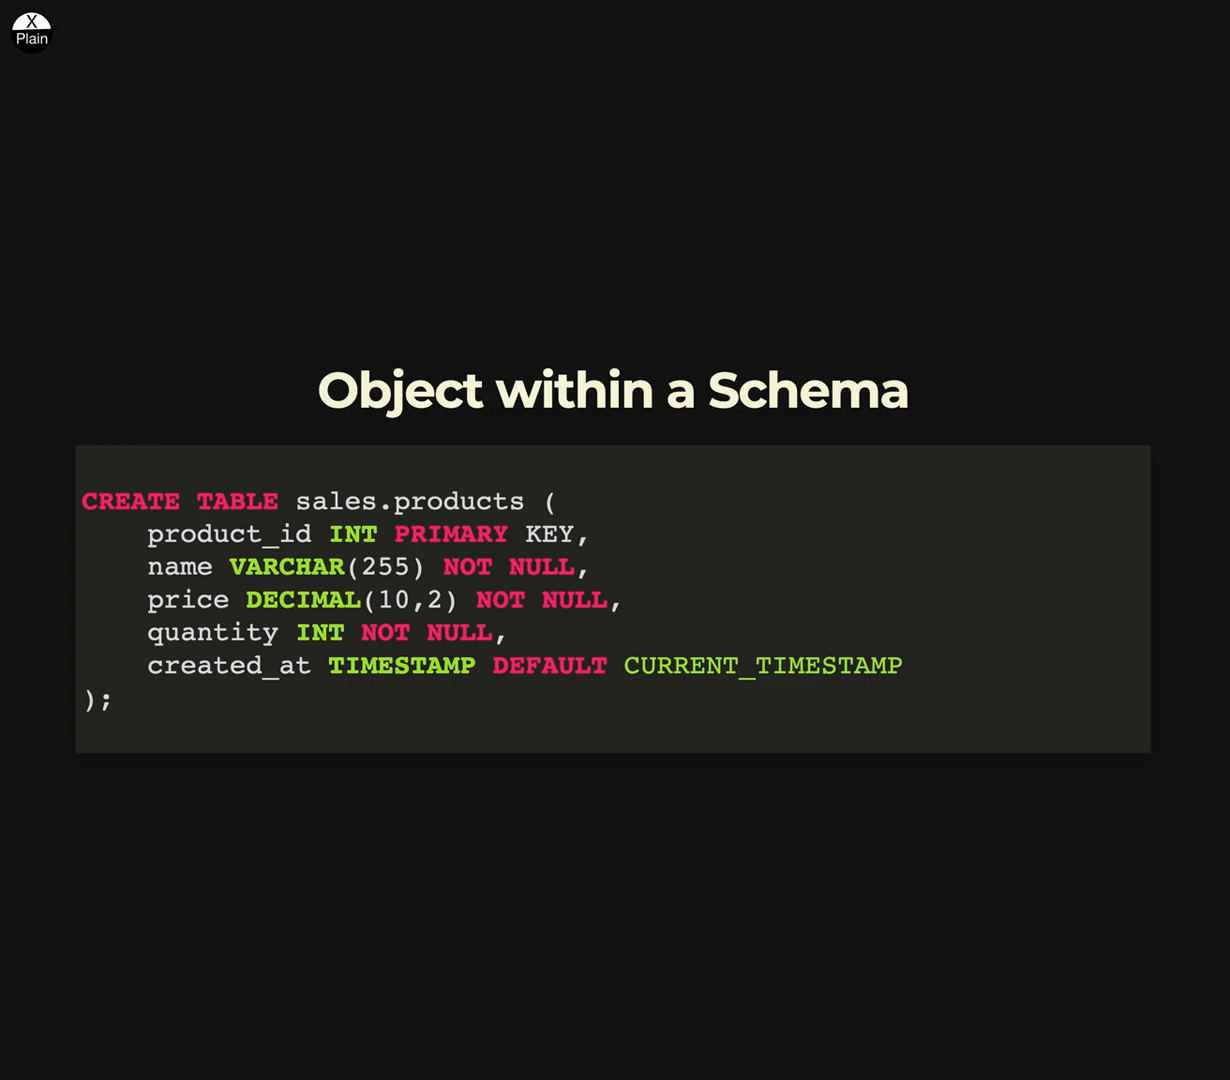 X
Plain
Object within a Schema
CREATE TABLE sales.products (
    product_id INT PRIMARY KEY,
    name VARCHAR(255) NOT NULL,
    price DECIMAL(10,2) NOT NULL,
    quantity INT NOT NULL,
    created_at TIMESTAMP DEFAULT CURRENT_TIMESTAMP
);